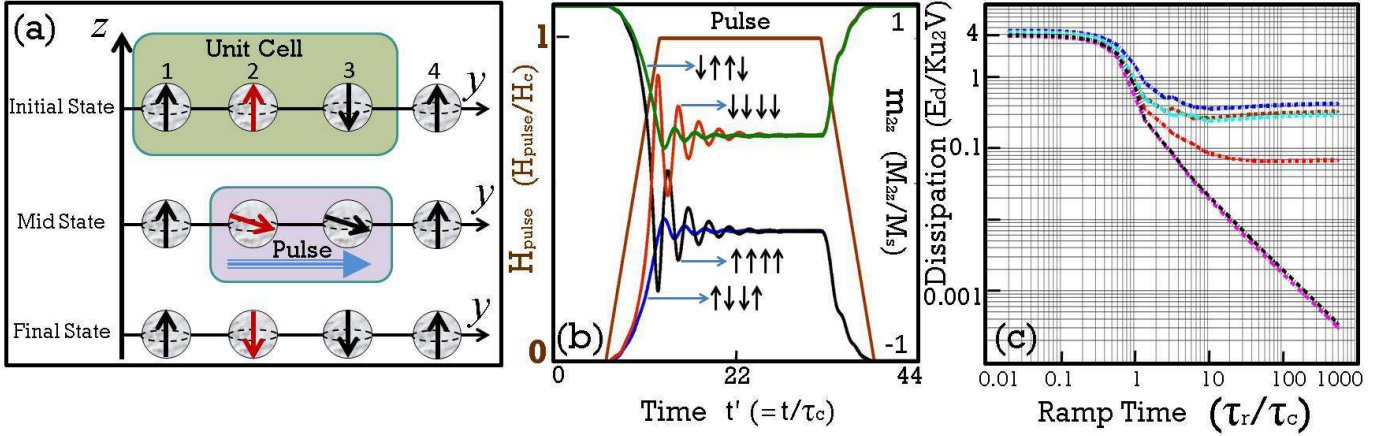 (a)
z
Unit Cell
1 2 3 4
y
Initial State
Mid State
y
Pulse
Final State
y
(b)
Pulse
1
1
↓↑↑↓
↓↓↓↓
↑↑↑↑
↑↓↓↑
Hpulse (Hpulse/Hc)
m2z (M2z/Ms)
0
-1
0 22 44
Time t' (= t/τc)
(c)
Dissipation (Ed/Ku2V)
4
1
0.1
0.001
0.01 0.1 1 10 100 1000
Ramp Time (τr/τc)